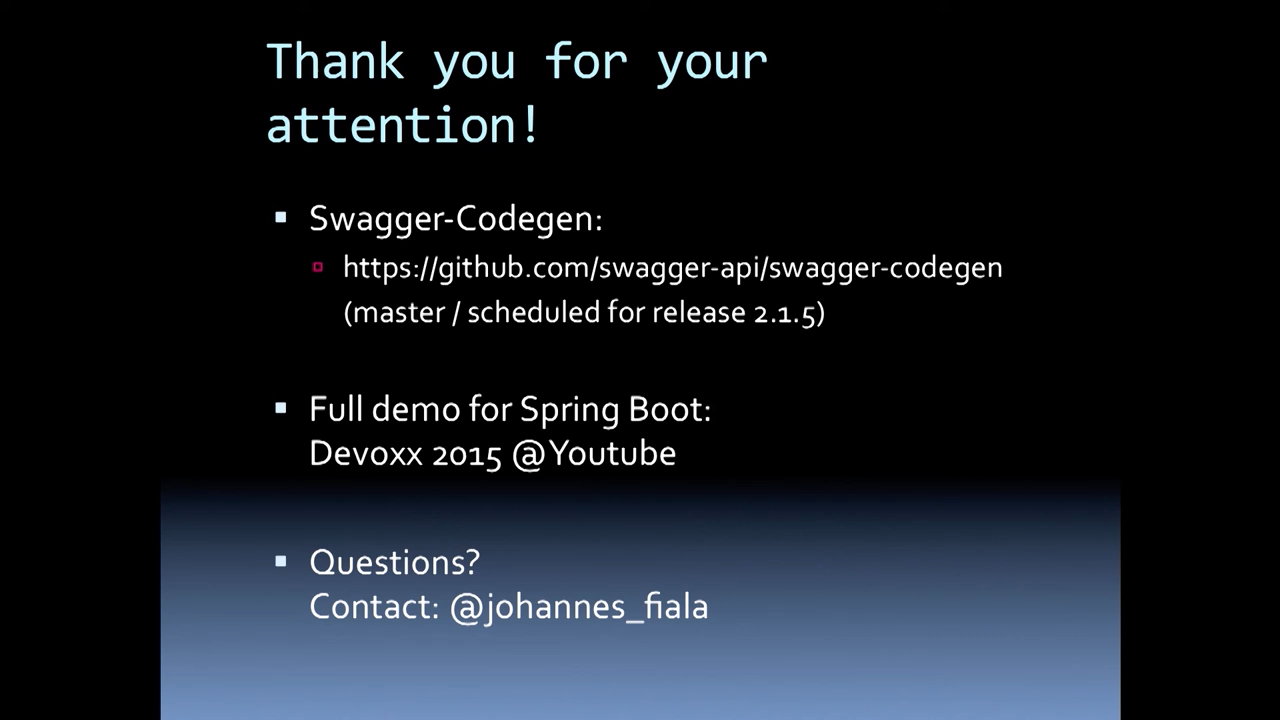 Thank you for your
attention!
Swagger-Codegen:
https://github.com/swagger-api/swagger-codegen
(master / scheduled for release 2.1.5)
Full demo for Spring Boot:
Devoxx 2015 @Youtube
Questions?
Contact: @johannes_fiala